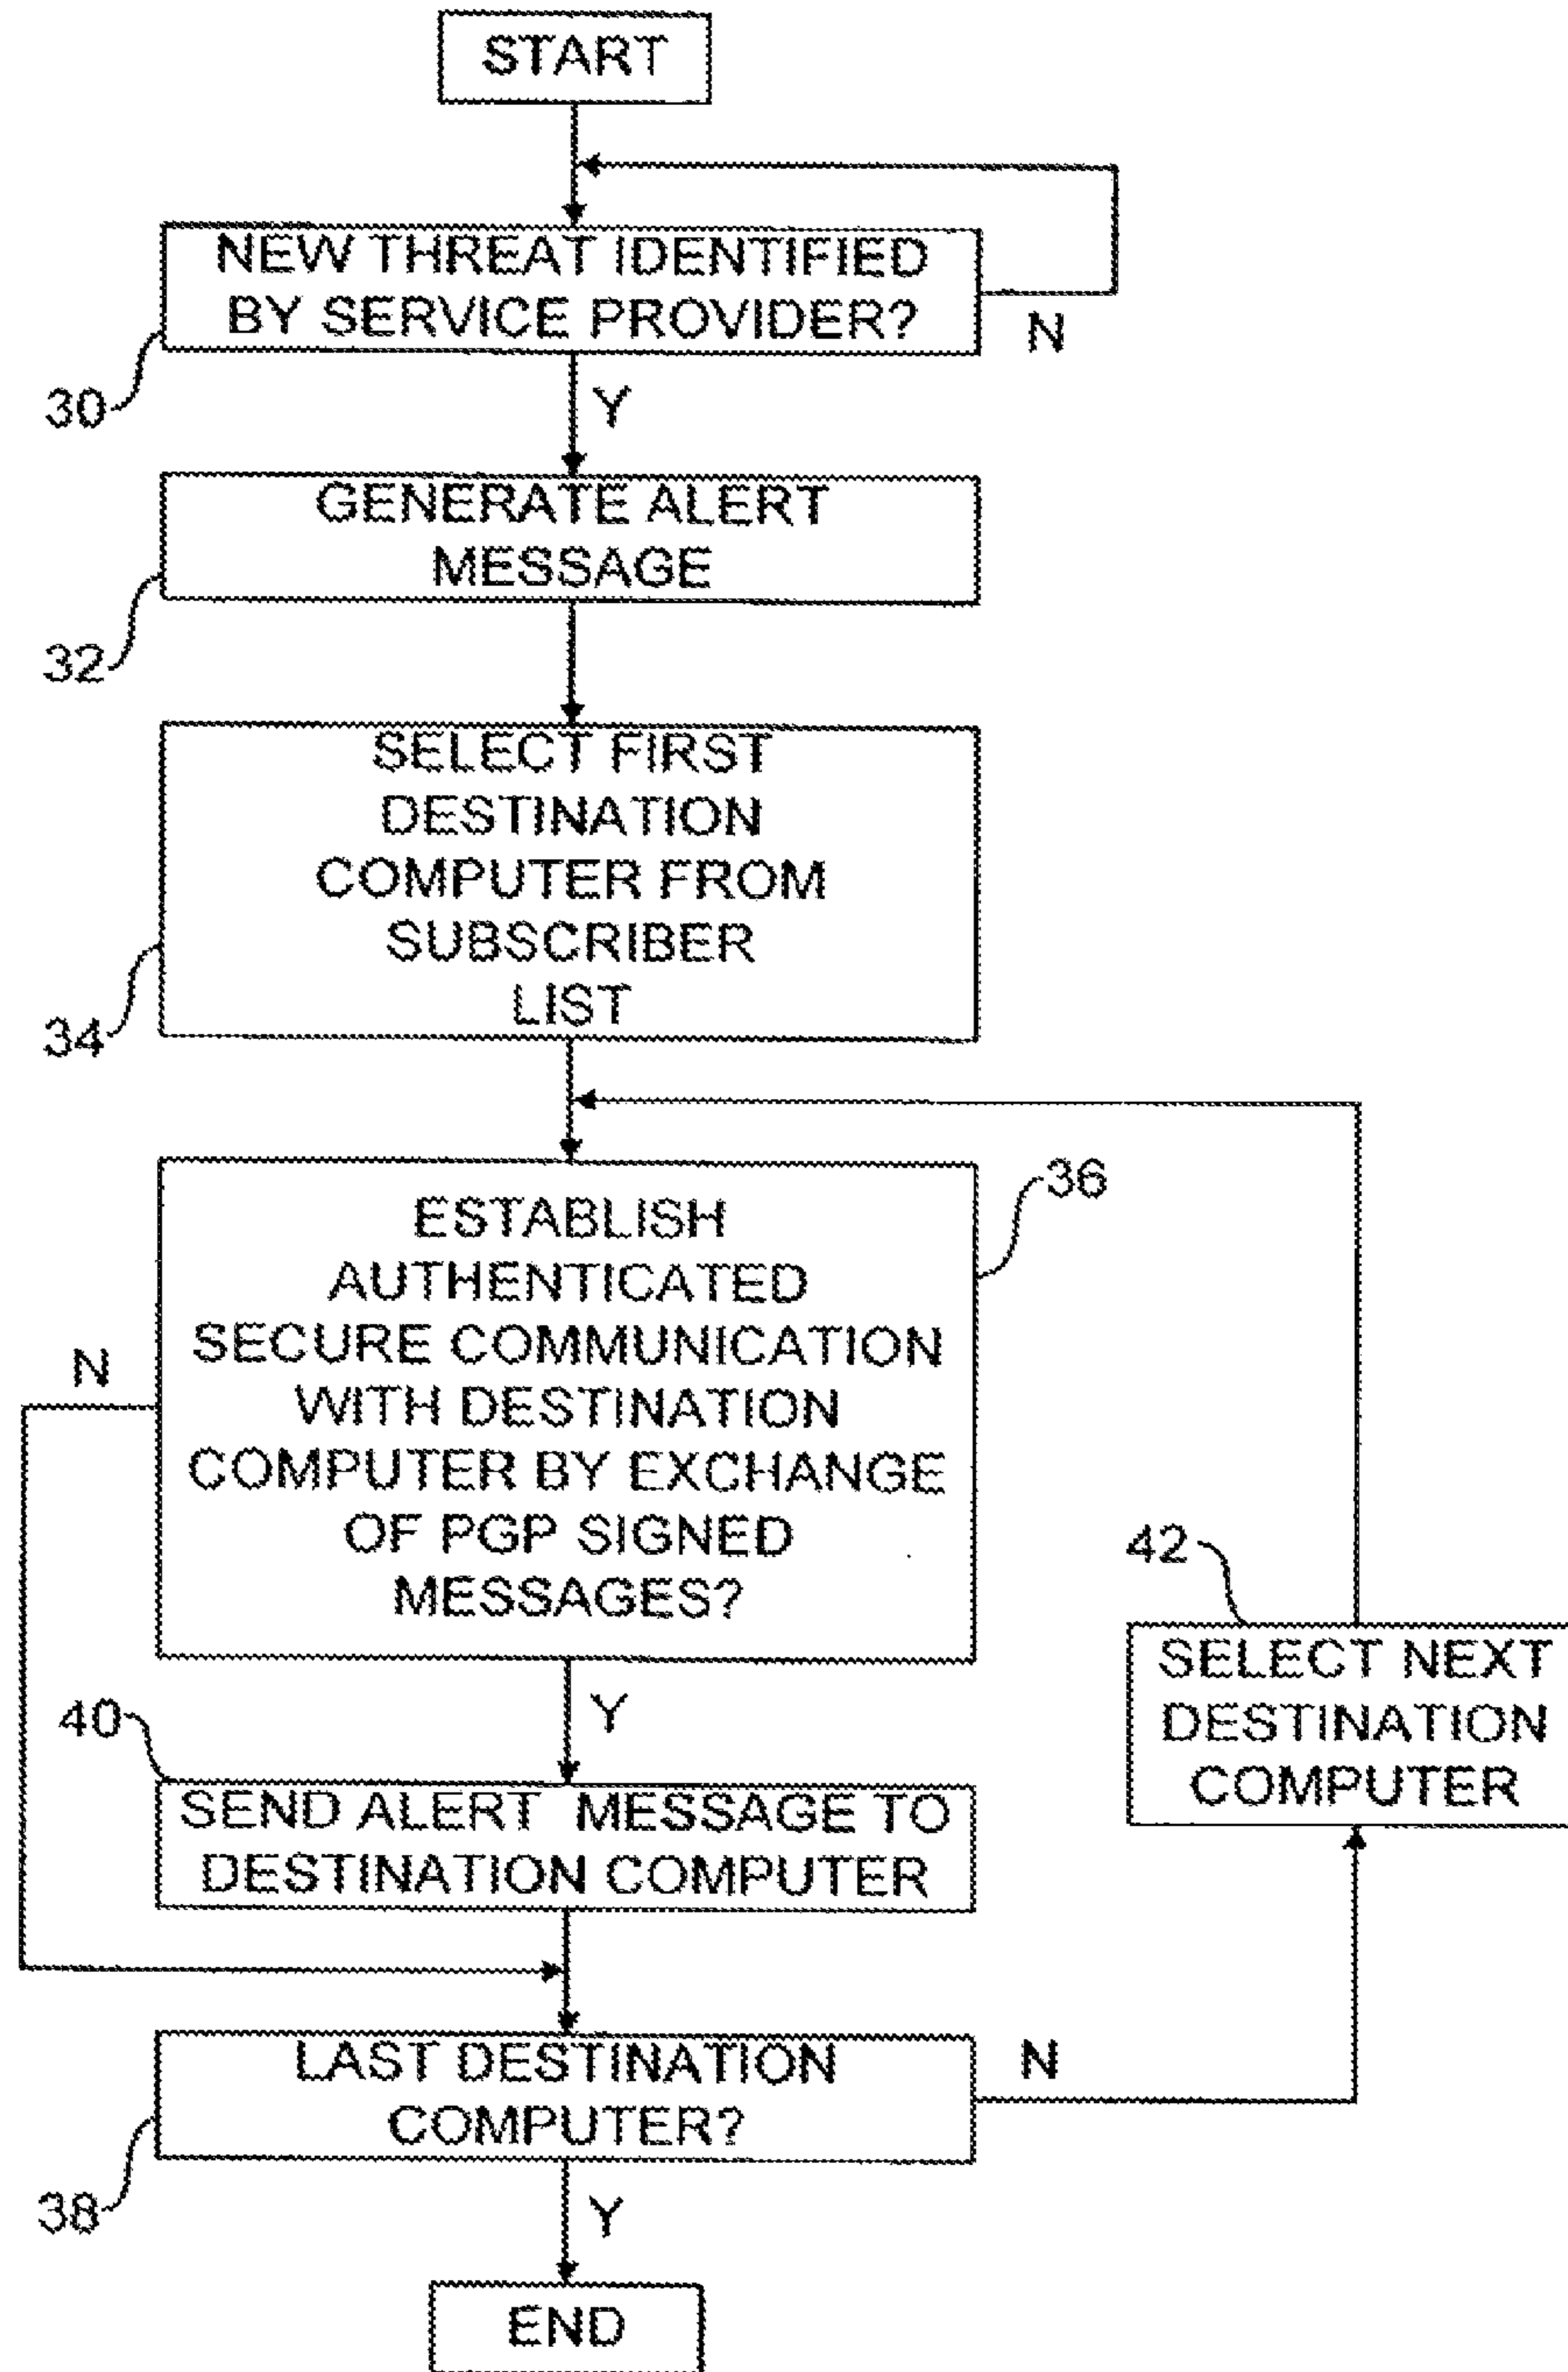 START
NEW THREAT IDENTIFIED
BY SERVICE PROVIDER?
N
30
Y
GENERATE ALERT
MESSAGE
32
SELECT FIRST
DESTINATION
COMPUTER FROM
SUBSCRIBER
LIST
34
36
ESTABLISH
AUTHENTICATED
SECURE COMMUNICATION
WITH DESTINATION
COMPUTER BY EXCHANGE
OF PGP SIGNED
MESSAGES?
N
42
SELECT NEXT
DESTINATION
COMPUTER
Y
40
SEND ALERT MESSAGE TO
DESTINATION COMPUTER
LAST DESTINATION
COMPUTER?
N
38
Y
END